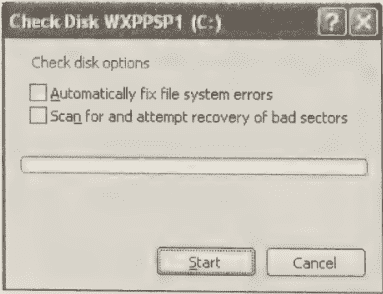 Check Disk WXPPSP1 (C:)
Check disk options
Automatically fix file system errors
Scan for and attempt recovery of bad sectors
Start
Cancel